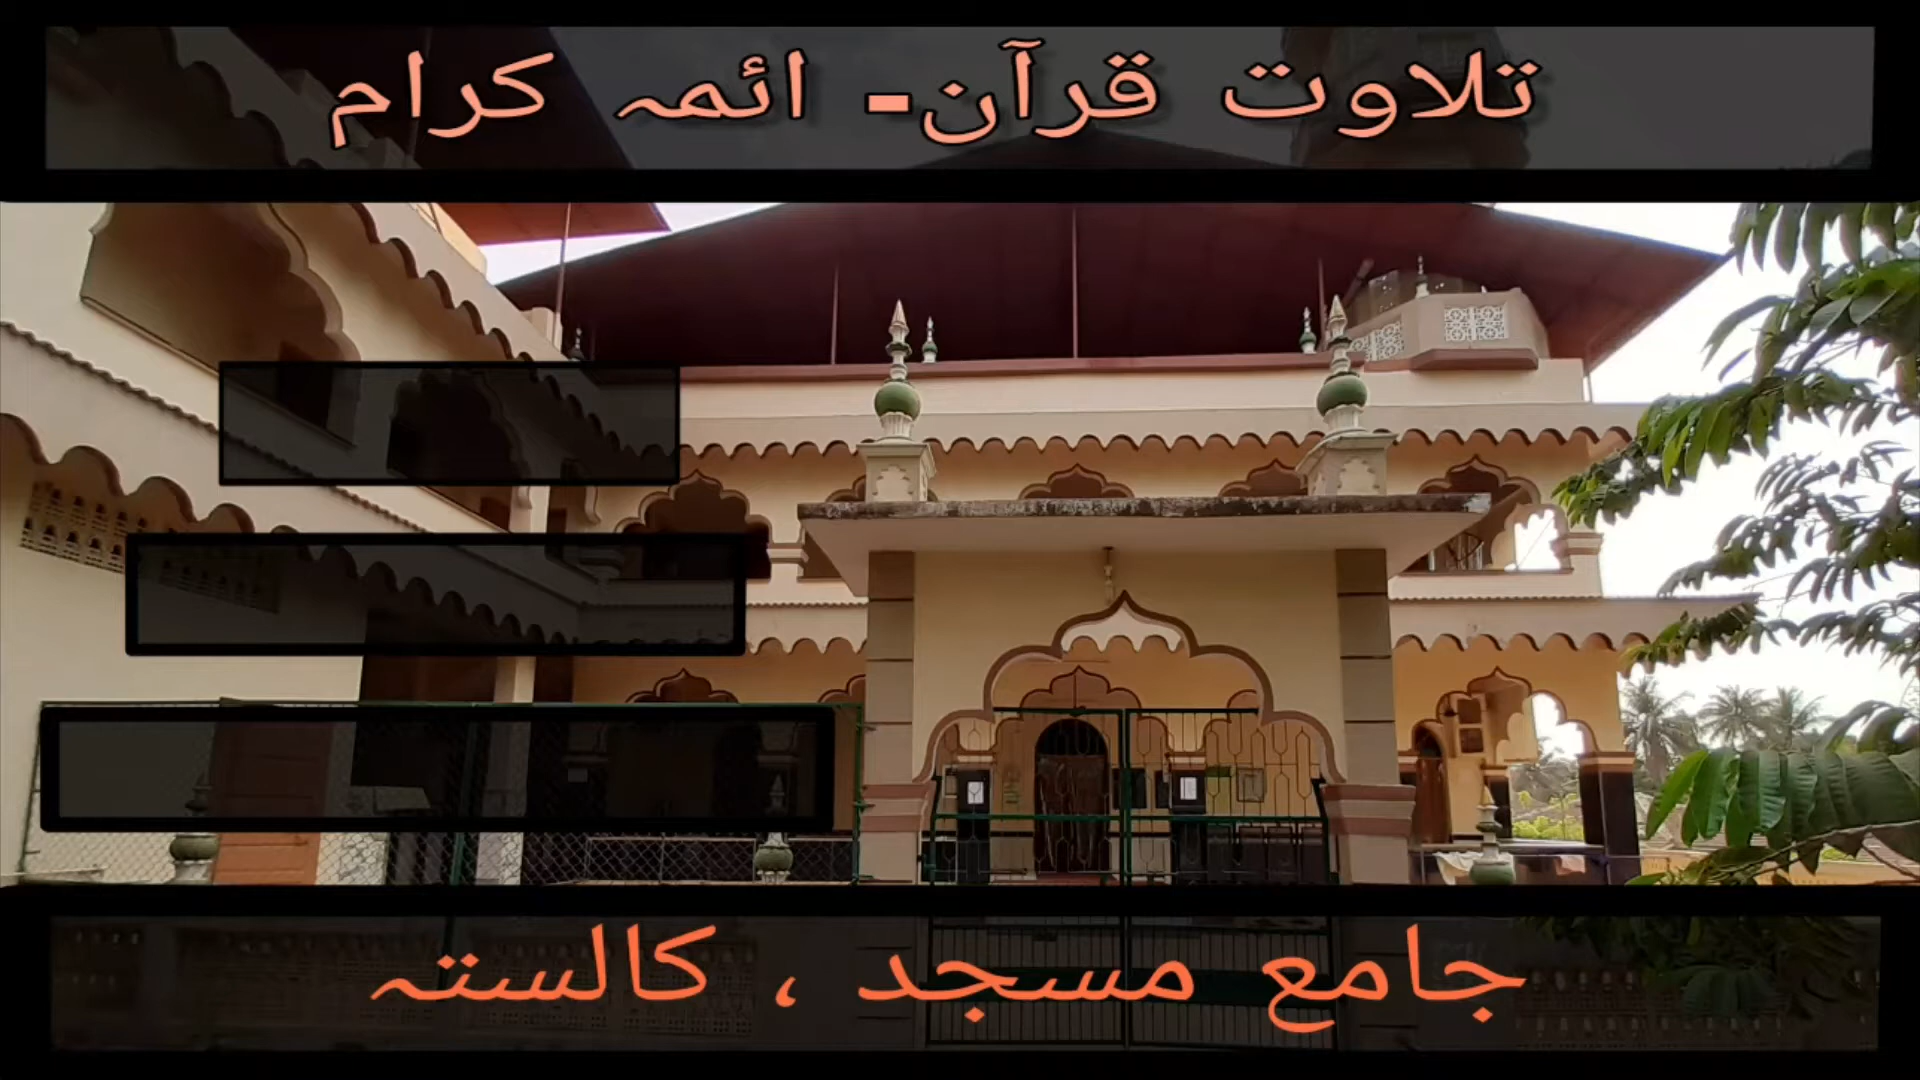 تلاوت قرآن- ائمہ کرام
جامع مسجد ، کالستہ